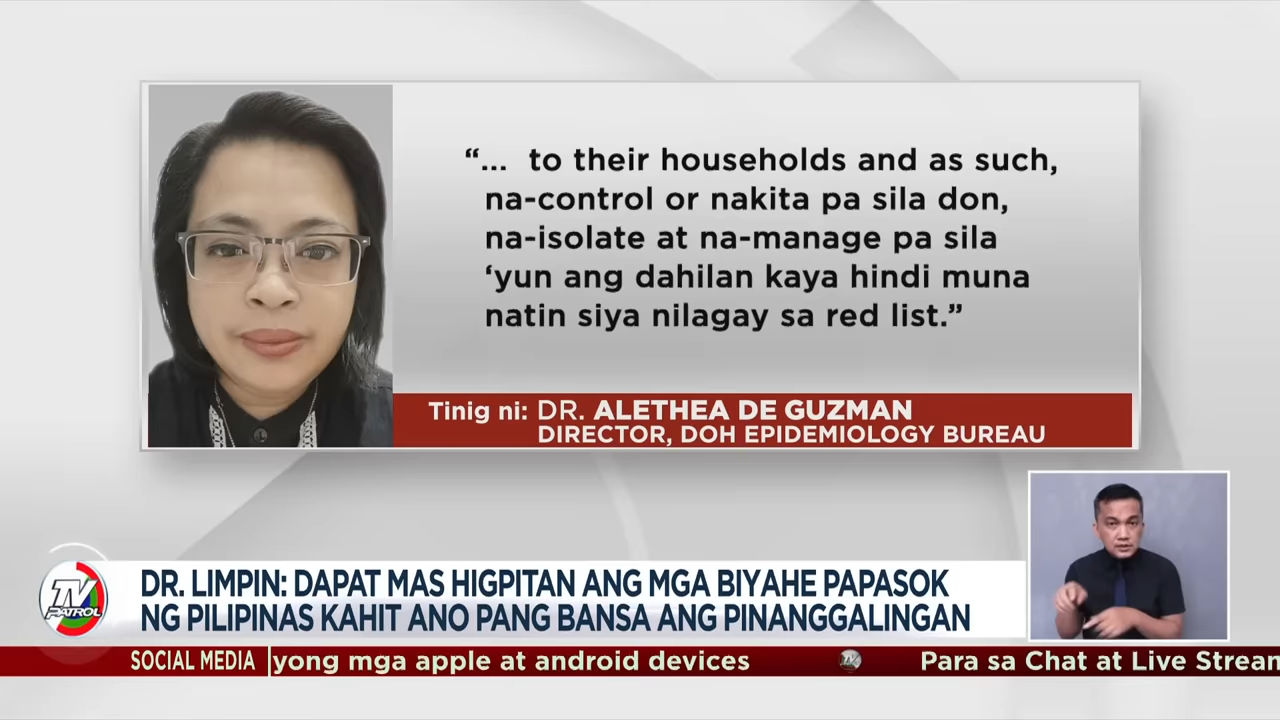 “... to their households and as such,
na-control or nakita pa sila don,
na-isolate at na-manage pa sila
‘yun ang dahilan kaya hindi muna
natin siya nilagay sa red list.”
Tinig ni: DR. ALETHEA DE GUZMAN
DIRECTOR, DOH EPIDEMIOLOGY BUREAU
TV PATROL
DR. LIMPIN: DAPAT MAS HIGPITAN ANG MGA BIYAHE PAPASOK
NG PILIPINAS KAHIT ANO PANG BANSA ANG PINANGGALINGAN
SOCIAL MEDIA yong mga apple at android devices TV Para sa Chat at Live Strean